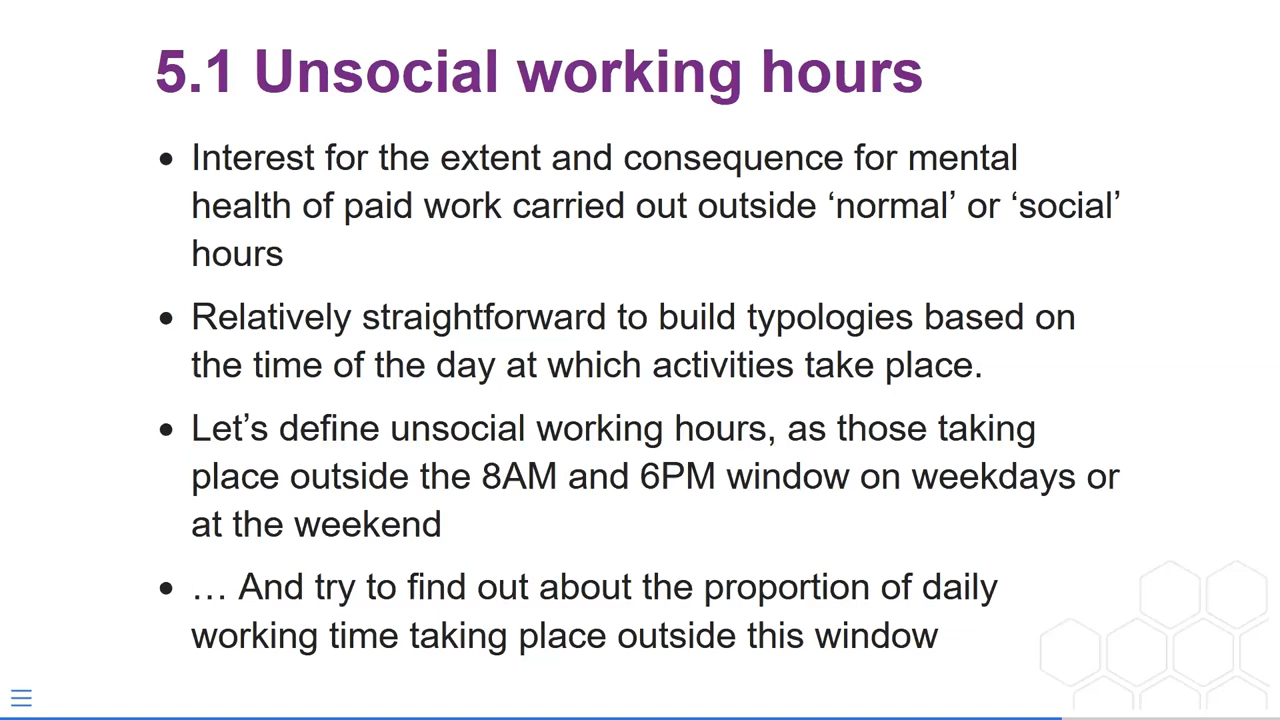 5.1 Unsocial working hours
• Interest for the extent and consequence for mental
health of paid work carried out outside ‘normal’ or ‘social’
hours
• Relatively straightforward to build typologies based on
the time of the day at which activities take place.
• Let’s define unsocial working hours, as those taking
place outside the 8AM and 6PM window on weekdays or
at the weekend
• … And try to find out about the proportion of daily
working time taking place outside this window